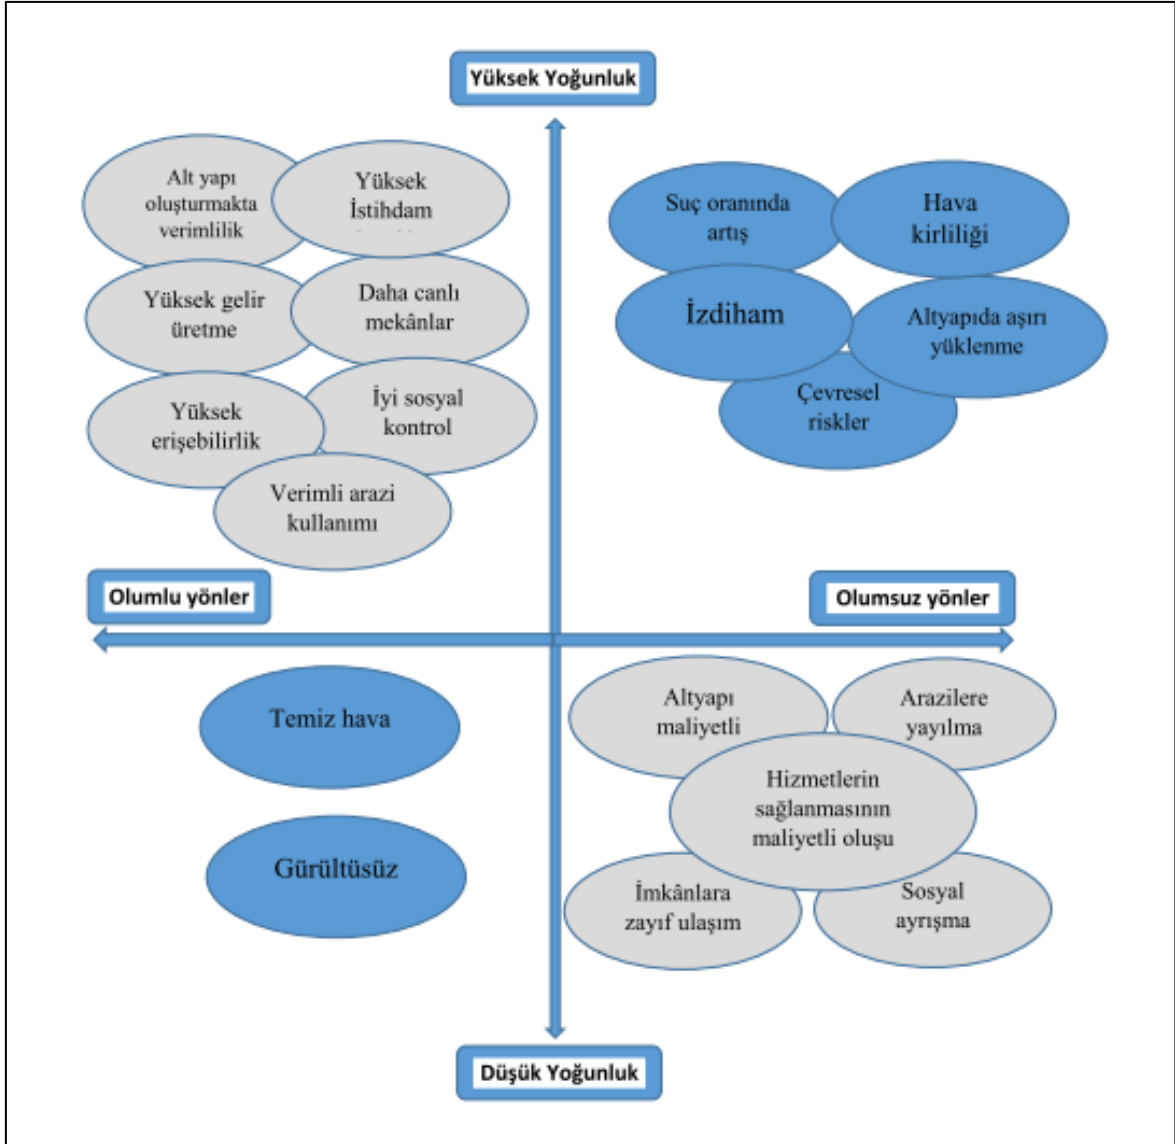 Yüksek Yoğunluk
Alt yapı
oluşturmakta
verimlilik
Yüksek
İstihdam
Yüksek gelir
üretme
Daha canlı
mekânlar
Yüksek
erişebilirlik
İyi sosyal
kontrol
Verimli arazi
kullanımı
Suç oranında
artış
Hava
kirliliği
İzdiham
Altyapıda aşırı
yüklenme
Çevresel
riskler
Olumlu yönler
Olumsuz yönler
Temiz hava
Gürültüsüz
Altyapı
maliyetli
Arazilere
yayılma
Hizmetlerin
sağlanmasının
maliyetli oluşu
İmkânlara
zayıf ulaşım
Sosyal
ayrışma
Düşük Yoğunluk